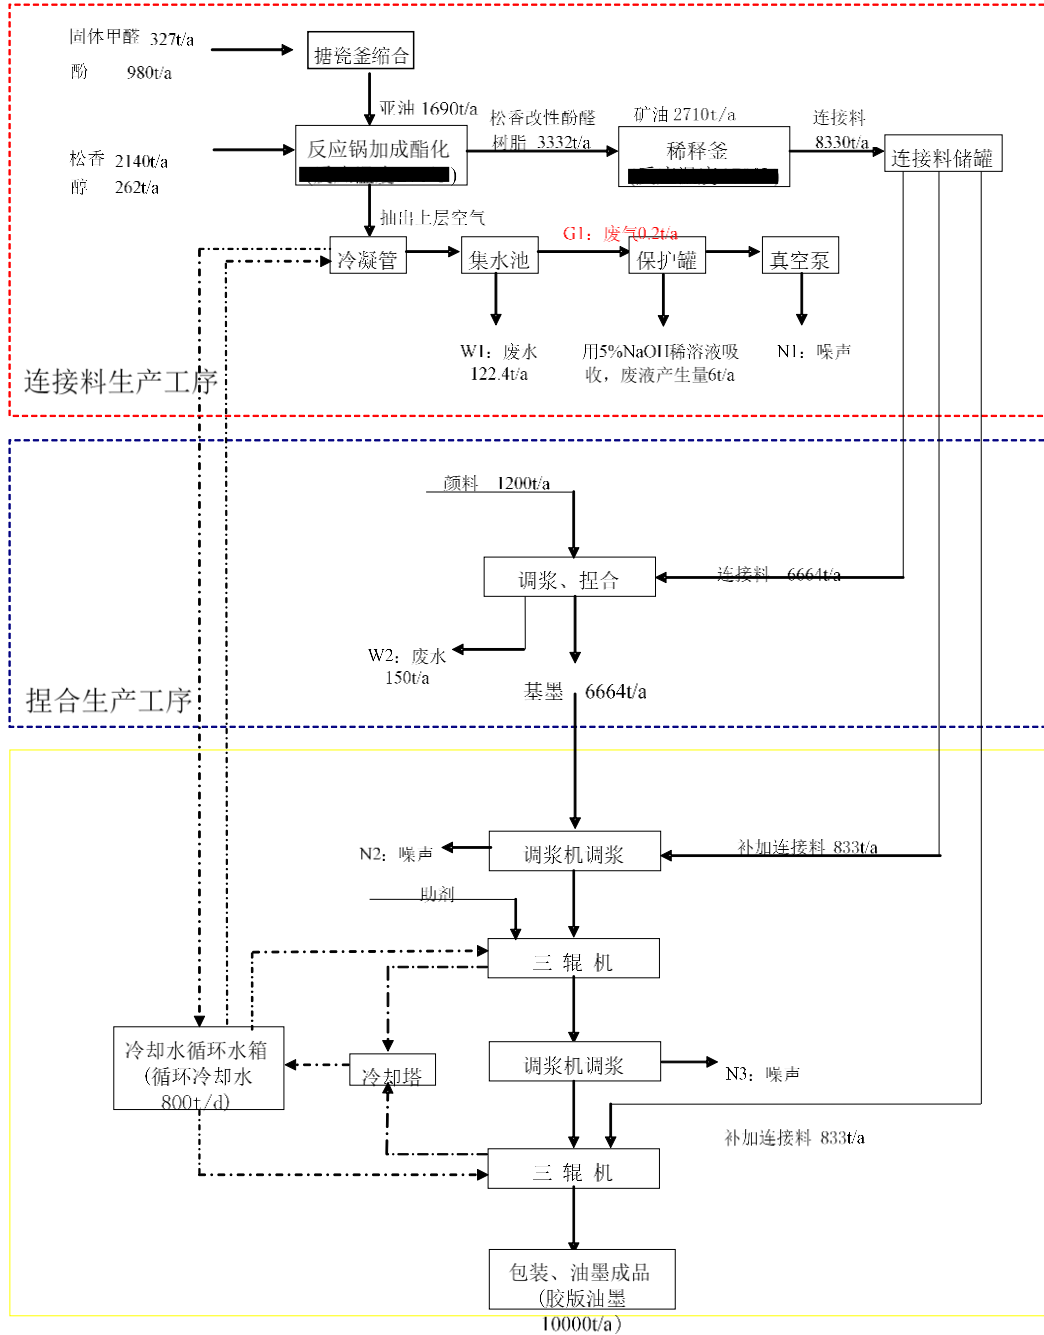 固体甲醛 327t/a
酚 980t/a
搪瓷釜缩合
亚油 1690t/a
松香 2140t/a
醇 262t/a
反应锅加成酯化
松香改性酚醛
树脂 3332t/a
矿油 2710t/a
稀释釜
连接料
8330t/a
连接料储罐
抽出上层空气
冷凝管
集水池
G1：废气0.2t/a
保护罐
真空泵
W1：废水
122.4t/a
用5%NaOH稀溶液吸
收，废液产生量6t/a
N1：噪声
连接料生产工序
颜料 1200t/a
调浆、捏合
连接料 6664t/a
W2：废水
150t/a
基墨 6664t/a
捏合生产工序
N2：噪声
调浆机调浆
补加连接料 833t/a
助剂
三 辊 机
冷却水循环水箱
(循环冷却水
800t/d)
冷却塔
调浆机调浆
N3：噪声
补加连接料 833t/a
三 辊 机
包装、油墨成品
(胶版油墨
10000t/a)